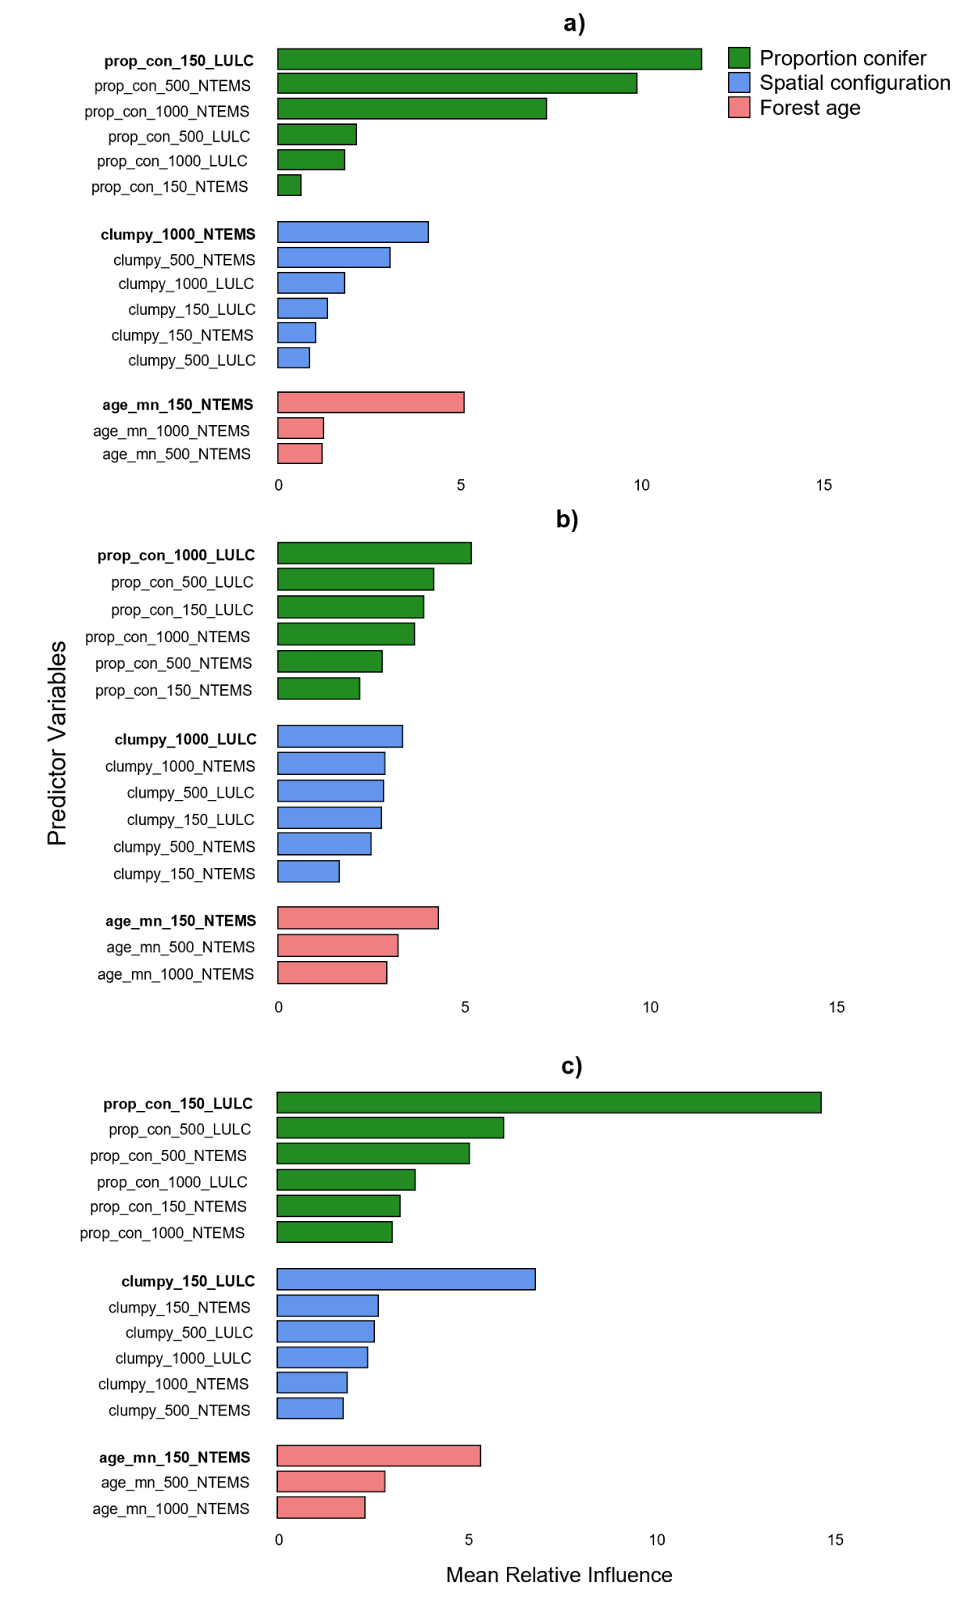 a)
Proportion conifer
Spatial configuration
Forest age
prop_con_150_LULC
prop_con_500_NTEMS
prop_con_1000_NTEMS
prop_con_500_LULC
prop_con_1000_LULC
prop_con_150_NTEMS
clumpy_1000_NTEMS
clumpy_500_NTEMS
clumpy_1000_LULC
clumpy_150_LULC
clumpy_150_NTEMS
clumpy_500_LULC
age_mn_150_NTEMS
age_mn_1000_NTEMS
age_mn_500_NTEMS
0 5 10 15
b)
Predictor Variables
prop_con_1000_LULC
prop_con_500_LULC
prop_con_150_LULC
prop_con_1000_NTEMS
prop_con_500_NTEMS
prop_con_150_NTEMS
clumpy_1000_LULC
clumpy_1000_NTEMS
clumpy_500_LULC
clumpy_150_LULC
clumpy_500_NTEMS
clumpy_150_NTEMS
age_mn_150_NTEMS
age_mn_500_NTEMS
age_mn_1000_NTEMS
0 5 10 15
c)
prop_con_150_LULC
prop_con_500_LULC
prop_con_500_NTEMS
prop_con_1000_LULC
prop_con_150_NTEMS
prop_con_1000_NTEMS
clumpy_150_LULC
clumpy_150_NTEMS
clumpy_500_LULC
clumpy_1000_LULC
clumpy_1000_NTEMS
clumpy_500_NTEMS
age_mn_150_NTEMS
age_mn_500_NTEMS
age_mn_1000_NTEMS
0 5 10 15
Mean Relative Influence